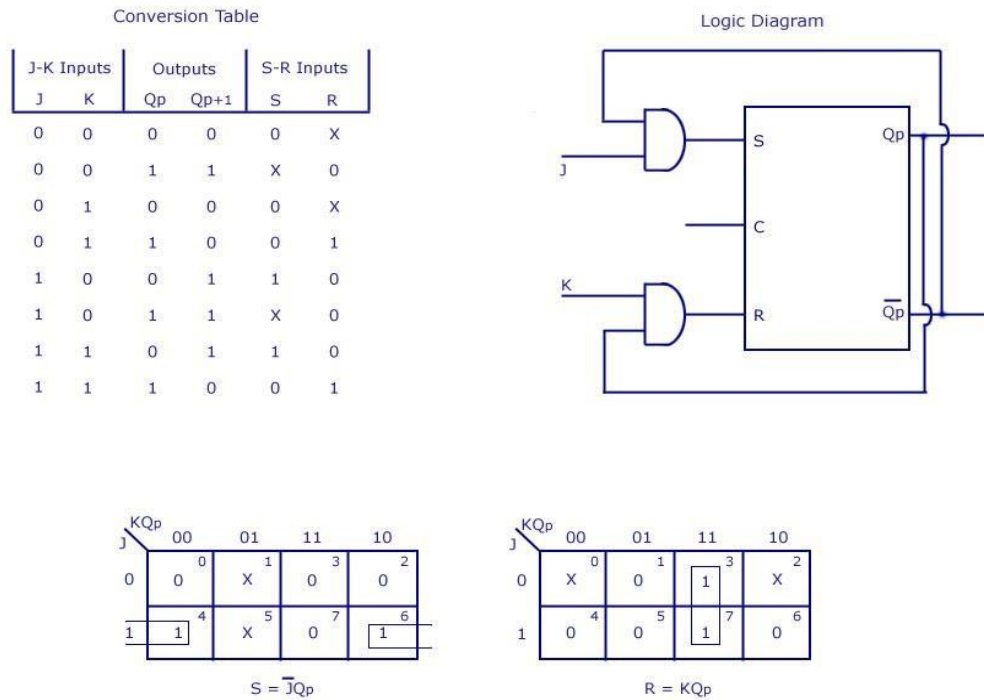 Conversion Table
J-K Inputs Outputs S-R Inputs
J K Qp Qp+1 S R
0 0 0 0 0 X
0 0 1 1 X 0
0 1 0 0 0 X
0 1 1 0 0 1
1 0 0 1 1 0
1 0 1 1 X 0
1 1 0 1 1 0
1 1 1 0 0 1
Logic Diagram
J
K
S
C
R
Qp
Q̅p̅
KQp
J
00 01 11 10
0 0 0 X 1 0 3 0 2
1 1 4 X 5 0 7 1 6
S = J̅Qp
KQp
J
00 01 11 10
0 X 0 0 1 1 3 X 2
1 0 4 0 5 1 7 0 6
R = KQp